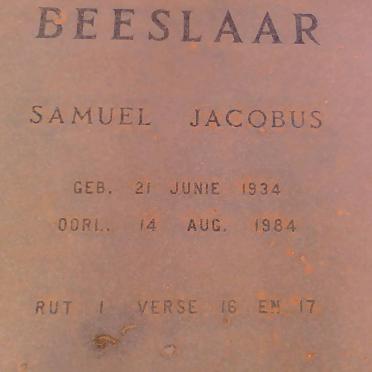 BEESLAAR
SAMUEL JACOBUS
GEB. 21 JUNIE 1934
OORL. 14 AUG. 1984
RUT 1 VERSE 16 EN 17